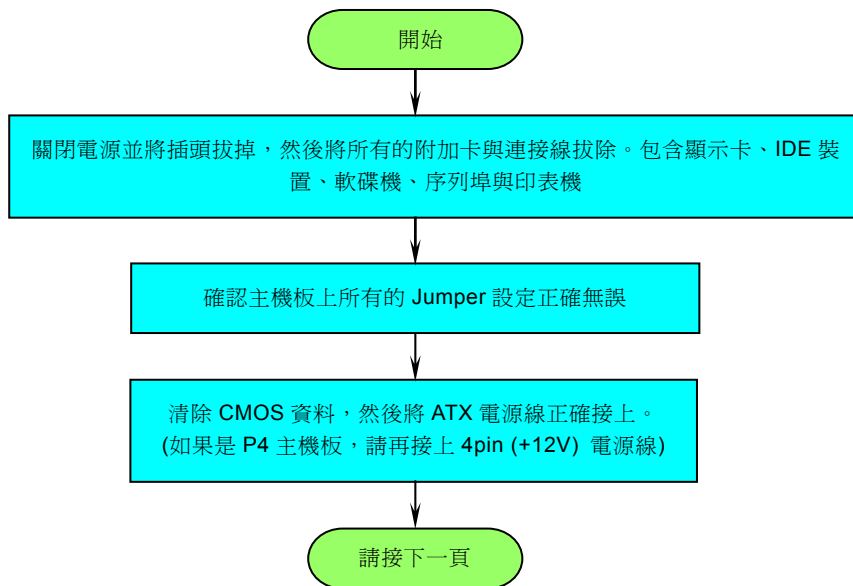 開始
關閉電源並將插頭拔掉，然後將所有的附加卡與連接線拔除。包含顯示卡、IDE 裝
置、軟碟機、序列埠與印表機
確認主機板上所有的 Jumper 設定正確無誤
清除 CMOS 資料，然後將 ATX 電源線正確接上。
(如果是 P4 主機板，請再接上 4pin (+12V) 電源線)
請接下一頁